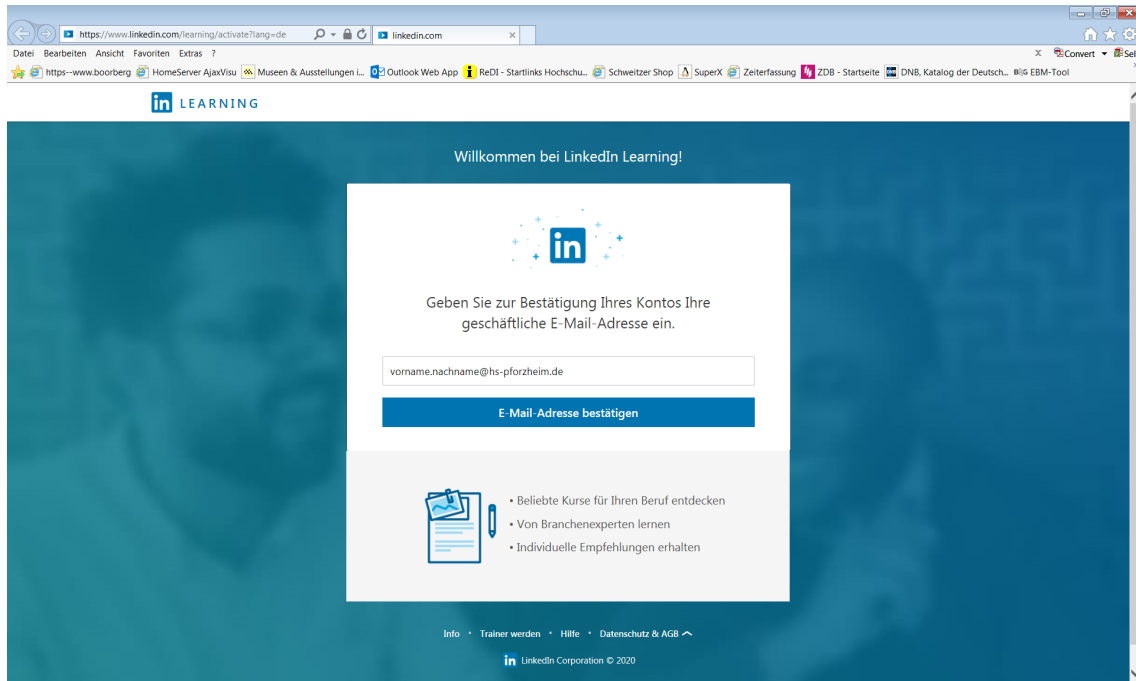 https://www.linkedin.com/learning/activate?lang=de
linkedin.com
Datei Bearbeiten Ansicht Favoriten Extras ?
x Convert Sel
https--www.boorberg HomeServer AjaxVisu Museen & Ausstellungen i... Outlook Web App ReDI - Startlinks Hochschu... Schweitzer Shop SuperX Zeiterfassung ZDB - Startseite DNB, Katalog der Deutsch... EBM-Tool
in LEARNING
Willkommen bei LinkedIn Learning!
in
Geben Sie zur Bestätigung Ihres Kontos Ihre
geschäftliche E-Mail-Adresse ein.
vorname.nachname@hs-pforzheim.de
E-Mail-Adresse bestätigen
• Beliebte Kurse für Ihren Beruf entdecken
• Von Branchenexperten lernen
• Individuelle Empfehlungen erhalten
Info • Trainer werden • Hilfe • Datenschutz & AGB
in LinkedIn Corporation © 2020